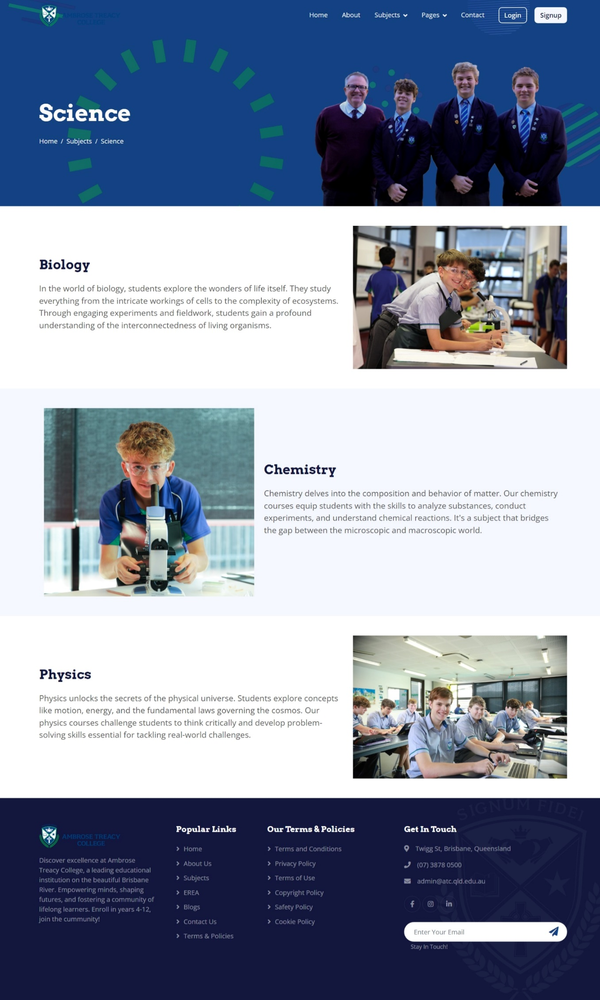 AMBROSE TREACY
COLLEGE
Home
About
Subjects
Pages
Contact
Login
Signup
Science
Home / Subjects / Science
Biology
In the world of biology, students explore the wonders of life itself. They study
everything from the intricate workings of cells to the complexity of ecosystems.
Through engaging experiments and fieldwork, students gain a profound
understanding of the interconnectedness of living organisms.
Chemistry
Chemistry delves into the composition and behavior of matter. Our chemistry
courses equip students with the skills to analyze substances, conduct
experiments, and understand chemical reactions. It's a subject that bridges
the gap between the microscopic and macroscopic world.
Physics
Physics unlocks the secrets of the physical universe. Students explore concepts
like motion, energy, and the fundamental laws governing the cosmos. Our
physics courses challenge students to think critically and develop problem-
solving skills essential for tackling real-world challenges.
AMBROSE TREACY
COLLEGE
Discover excellence at Ambrose
Treacy College, a leading educational
institution on the beautiful Brisbane
River. Empowering minds, shaping
futures, and fostering a community of
lifelong learners. Enroll in years 4-12,
join the cummunity!
Popular Links
Home
About Us
Subjects
EREA
Blogs
Contact Us
Terms & Policies
Our Terms & Policies
Terms and Conditions
Privacy Policy
Terms of Use
Copyright Policy
Safety Policy
Cookie Policy
SIGNUM FIDEI
Get In Touch
Twigg St, Brisbane, Queensland
(07) 3878 0500
admin@atc.qld.edu.au
Enter Your Email
Stay In Touch!